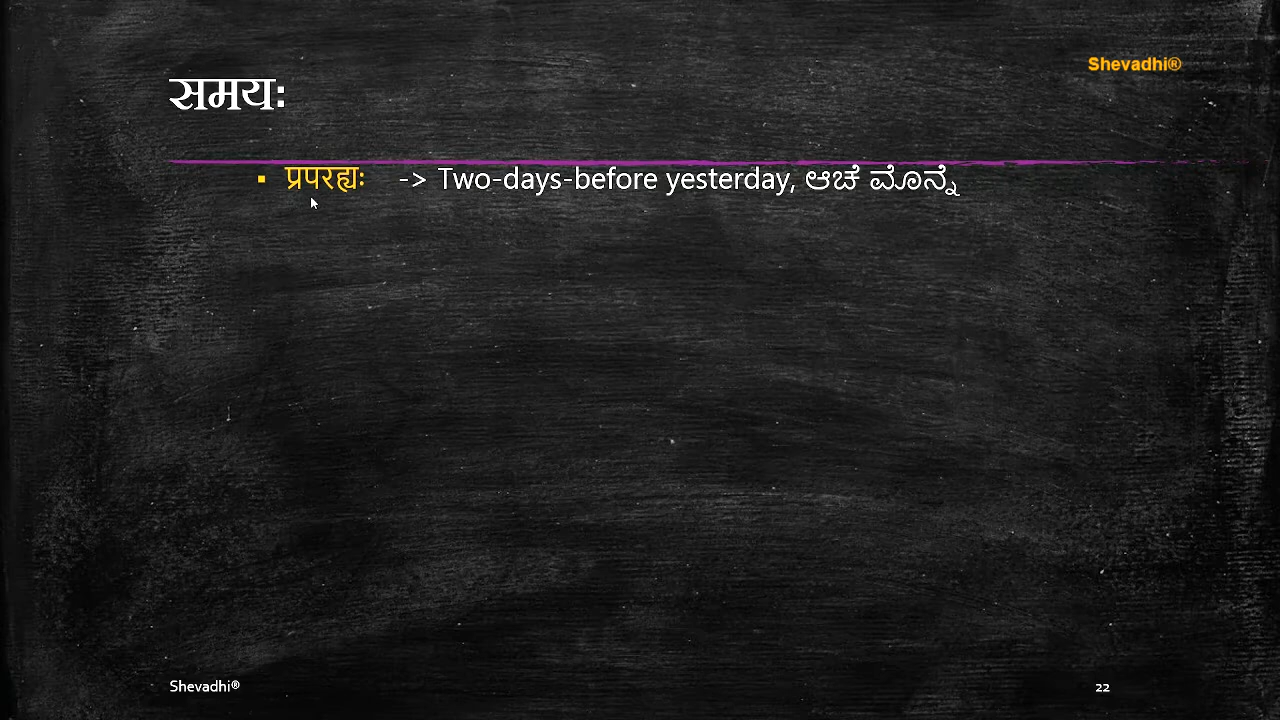 Shevadhi®
समयः
▪ प्रपरह्यः -> Two-days-before yesterday, ಆಚೆ ಮೊನ್ನೆ
Shevadhi® 22